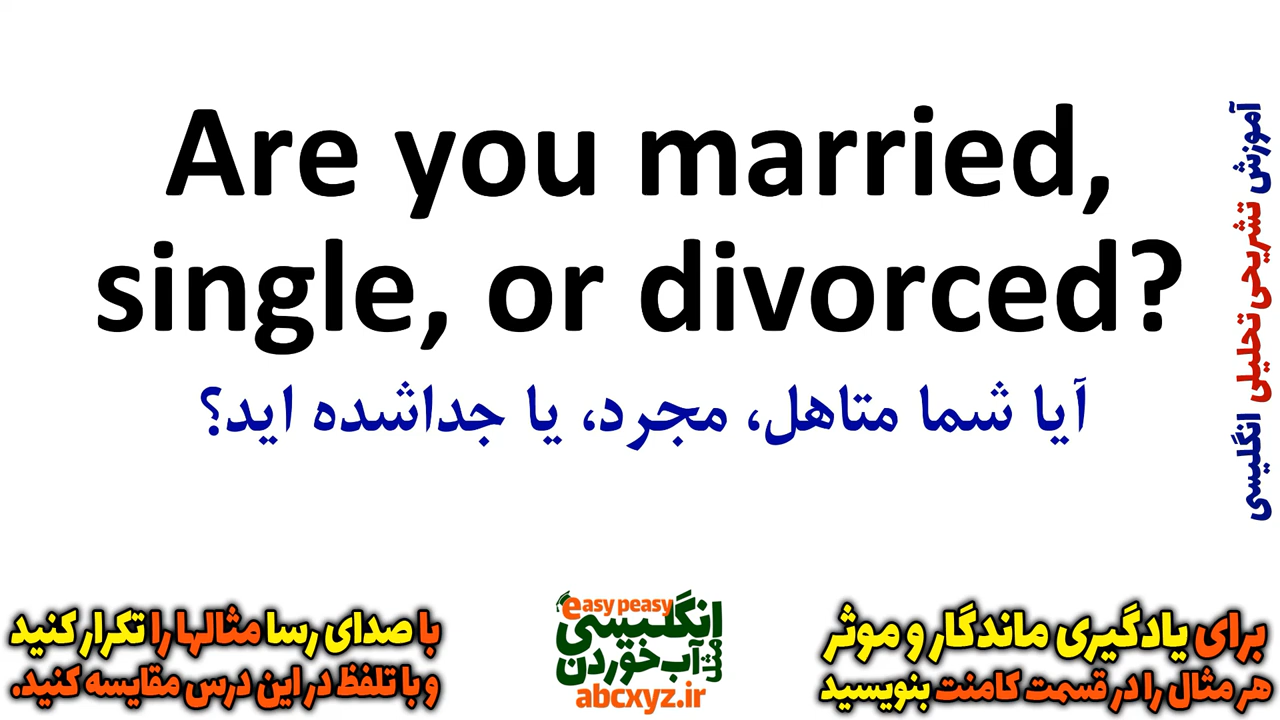 Are you married,
single, or divorced?
آیا شما متاهل، مجرد، یا جداشده اید؟
آموزش تشریحی تحلیلی انگلیسی
برای یادگیری ماندگار و موثر
هر مثال را در قسمت کامنت بنویسید
easy peasy
انگلیسی
مثل آب خوردن
abcxyz.ir
با صدای رسا مثالها را تکرار کنید
و با تلفظ در این درس مقایسه کنید.